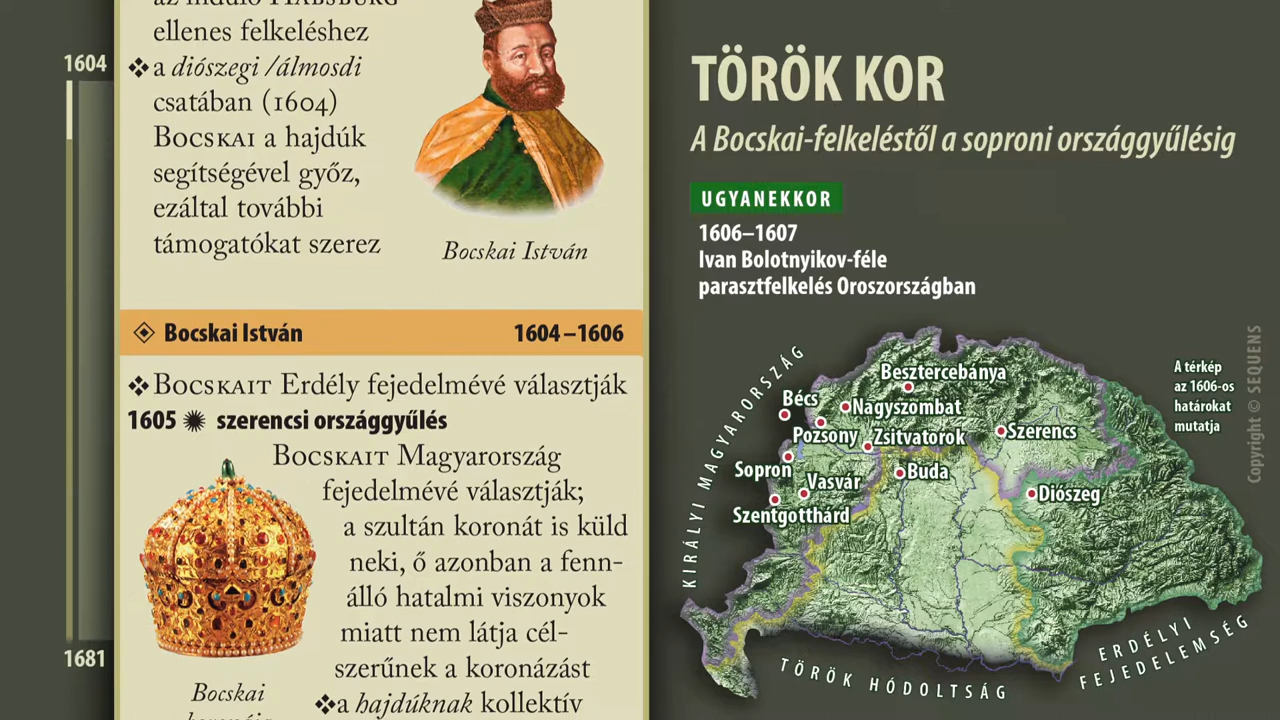 1604
1681
az induló HABSBURG
ellenes felkeléshez
❖ a diószegi /álmosdi
csatában (1604)
BOCSKAI a hajdúk
segítségével győz,
ezáltal további
támogatókat szerez
Bocskai István
Bocskai István 1604–1606
❖ BOCSKAIT Erdély fejedelmévé választják
1605 szerencsi országgyűlés
BOCSKAIT Magyarország
fejedelmévé választják;
a szultán koronát is küld
neki, ő azonban a fenn-
álló hatalmi viszonyok
miatt nem látja cél-
szerűnek a koronázást
❖ a hajdúknak kollektív
Bocskai
koronája
TÖRÖK KOR
A Bocskai-felkeléstől a soproni országgyűlésig
UGYANEKKOR
1606–1607
Ivan Bolotnyikov-féle
parasztfelkelés Oroszországban
A térkép
az 1606-os
határokat
mutatja
KIRÁLYI MAGYARORSZÁG
Besztercebánya
Bécs
Nagyszombat
Pozsony
Zsitvatorok
Szerencs
Sopron
Buda
Vasvár
Diószeg
Szentgotthárd
TÖRÖK HÓDOLTSÁG
ERDÉLYI
FEJEDELEMSÉG
Copyright © SEQUENS